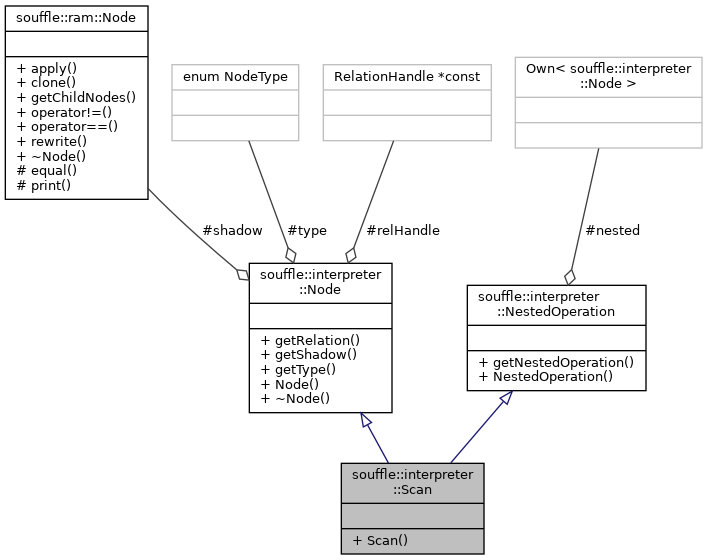 souffle::ram::Node
+ apply()
+ clone()
+ getChildNodes()
+ operator!=()
+ operator==()
+ rewrite()
+ ~Node()
# equal()
# print()
enum NodeType
RelationHandle *const
Own< souffle::interpreter
::Node >
#shadow
#type
#relHandle
#nested
souffle::interpreter
::Node
+ getRelation()
+ getShadow()
+ getType()
+ Node()
+ ~Node()
souffle::interpreter
::NestedOperation
+ getNestedOperation()
+ NestedOperation()
souffle::interpreter
::Scan
+ Scan()